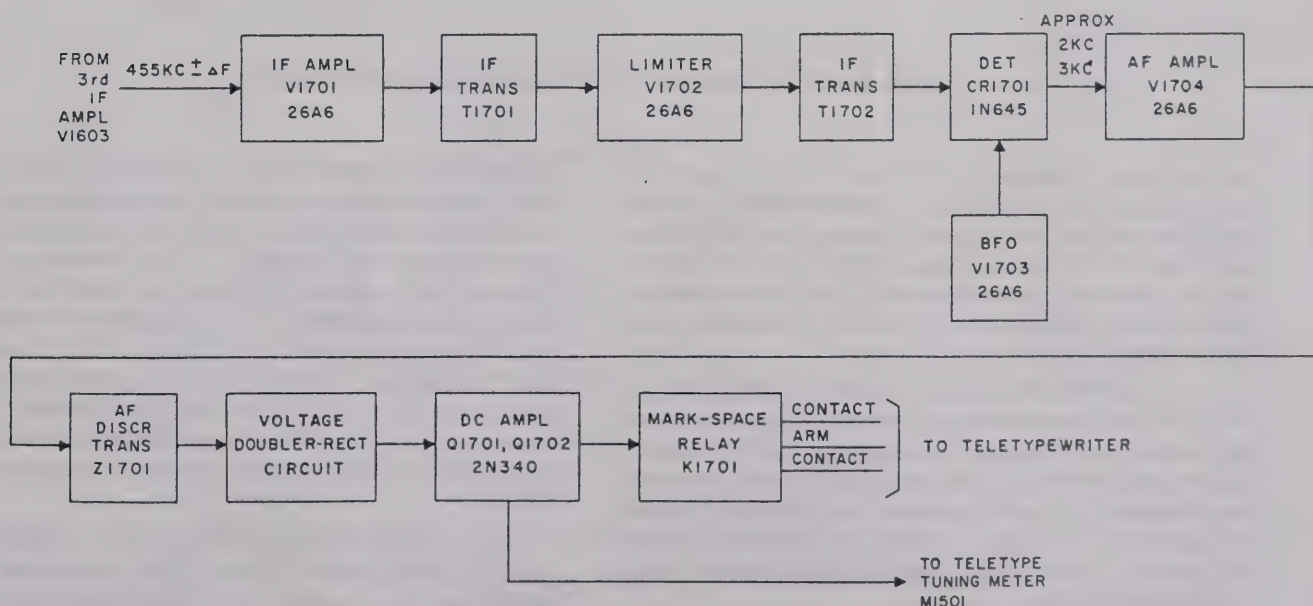 FROM
3rd
IF
AMPL
V1603
455KC ± ΔF
IF AMPL
V1701
26A6
IF
TRANS
T1701
LIMITER
V1702
26A6
IF
TRANS
T1702
DET
CR1701
1N645
APPROX
2KC
3KC
AF AMPL
V1704
26A6
BFO
V1703
26A6
AF
DISCR
TRANS
Z1701
VOLTAGE
DOUBLER-RECT
CIRCUIT
DC AMPL
Q1701, Q1702
2N340
MARK-SPACE
RELAY
K1701
CONTACT
ARM
CONTACT
TO TELETYPEWRITER
TO TELETYPE
TUNING METER
M1501